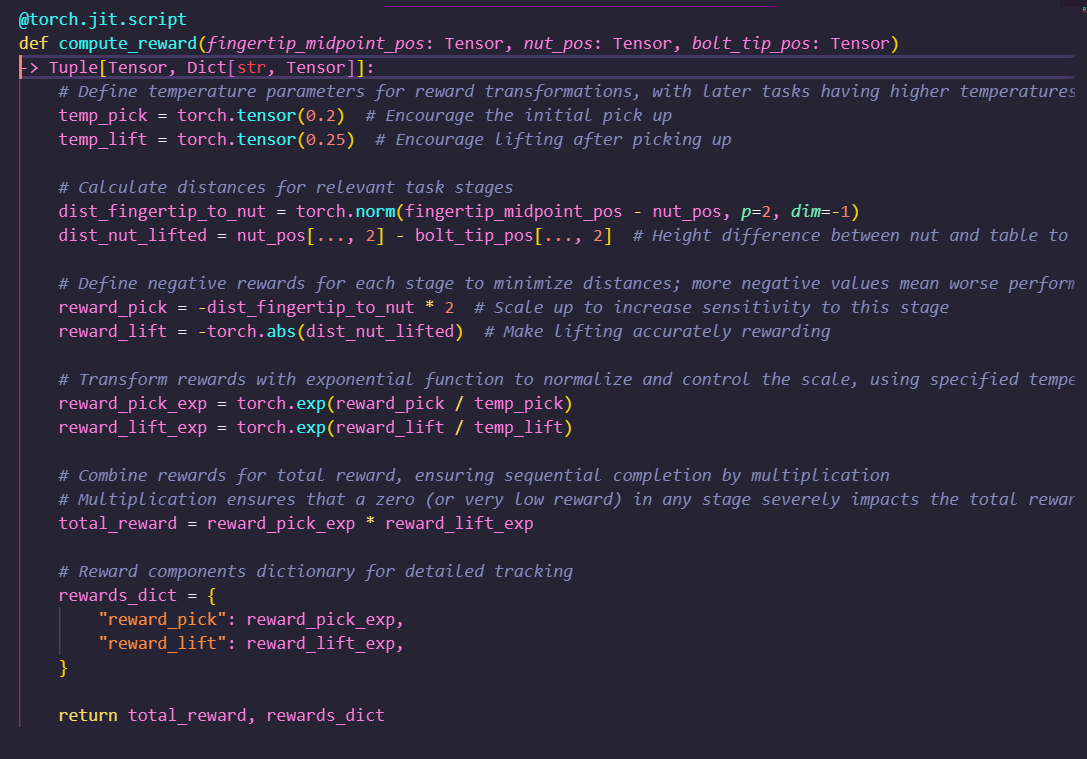 @torch.jit.script
def compute_reward(fingertip_midpoint_pos: Tensor, nut_pos: Tensor, bolt_tip_pos: Tensor)
-> Tuple[Tensor, Dict[str, Tensor]]:
    # Define temperature parameters for reward transformations, with later tasks having higher temperatures
    temp_pick = torch.tensor(0.2)  # Encourage the initial pick up
    temp_lift = torch.tensor(0.25)  # Encourage lifting after picking up

    # Calculate distances for relevant task stages
    dist_fingertip_to_nut = torch.norm(fingertip_midpoint_pos - nut_pos, p=2, dim=-1)
    dist_nut_lifted = nut_pos[..., 2] - bolt_tip_pos[..., 2]  # Height difference between nut and table to

    # Define negative rewards for each stage to minimize distances; more negative values mean worse perform
    reward_pick = -dist_fingertip_to_nut * 2  # Scale up to increase sensitivity to this stage
    reward_lift = -torch.abs(dist_nut_lifted)  # Make lifting accurately rewarding

    # Transform rewards with exponential function to normalize and control the scale, using specified tempe
    reward_pick_exp = torch.exp(reward_pick / temp_pick)
    reward_lift_exp = torch.exp(reward_lift / temp_lift)

    # Combine rewards for total reward, ensuring sequential completion by multiplication
    # Multiplication ensures that a zero (or very low reward) in any stage severely impacts the total rewar
    total_reward = reward_pick_exp * reward_lift_exp

    # Reward components dictionary for detailed tracking
    rewards_dict = {
        "reward_pick": reward_pick_exp,
        "reward_lift": reward_lift_exp,
    }

    return total_reward, rewards_dict